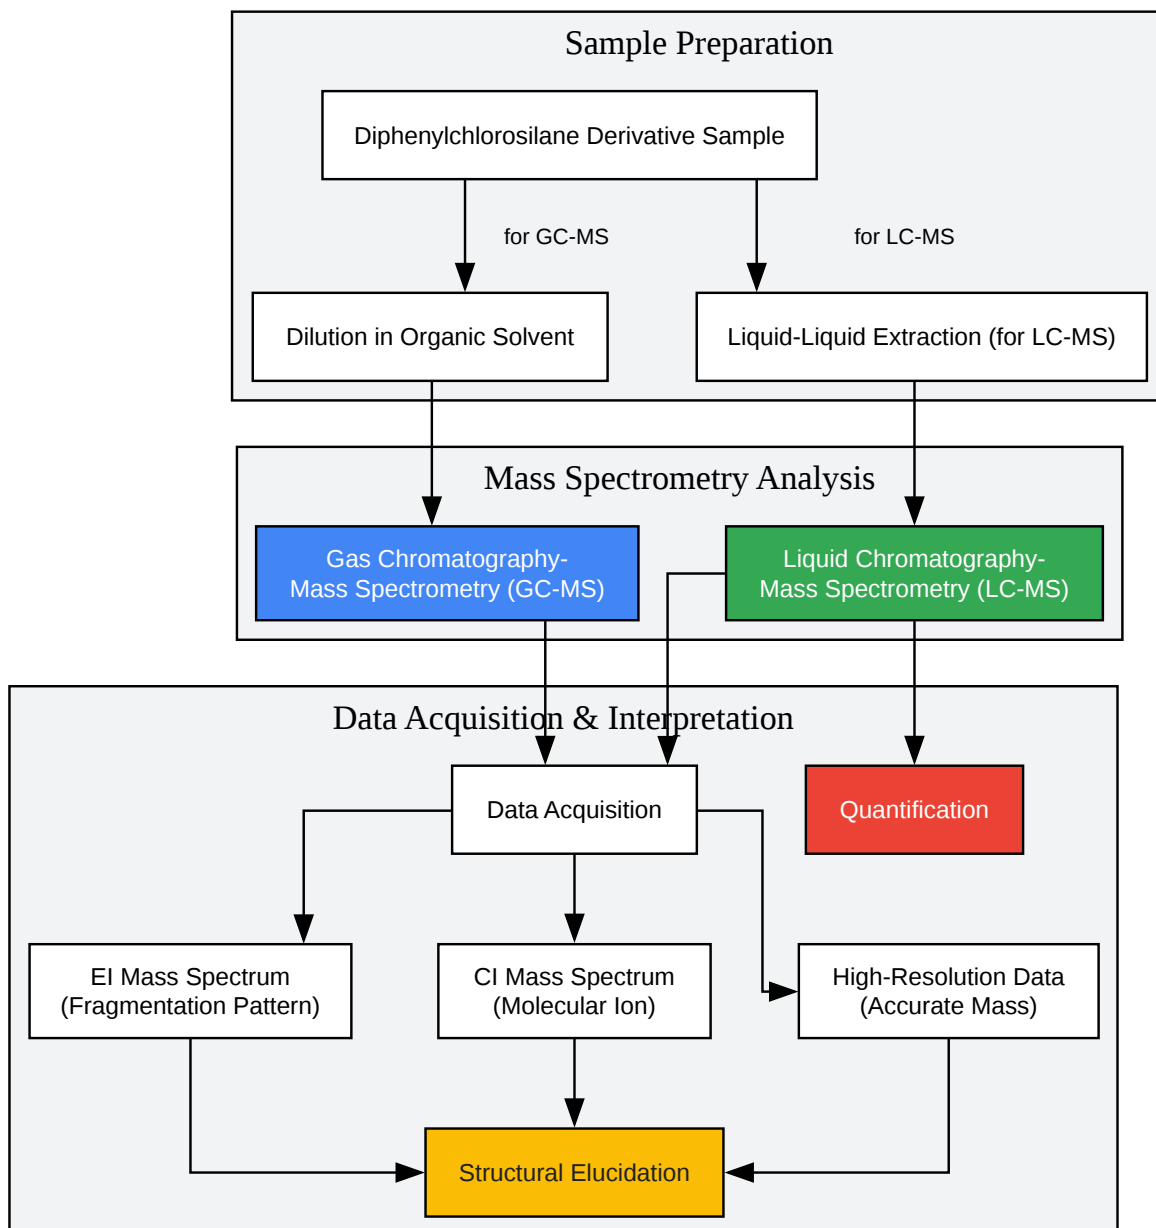 Sample Preparation
Diphenylchlorosilane Derivative Sample
for GC-MS
for LC-MS
Dilution in Organic Solvent
Liquid-Liquid Extraction (for LC-MS)
Mass Spectrometry Analysis
Gas Chromatography-
Mass Spectrometry (GC-MS)
Liquid Chromatography-
Mass Spectrometry (LC-MS)
Data Acquisition & Interpretation
Data Acquisition
Quantification
EI Mass Spectrum
(Fragmentation Pattern)
CI Mass Spectrum
(Molecular Ion)
High-Resolution Data
(Accurate Mass)
Structural Elucidation